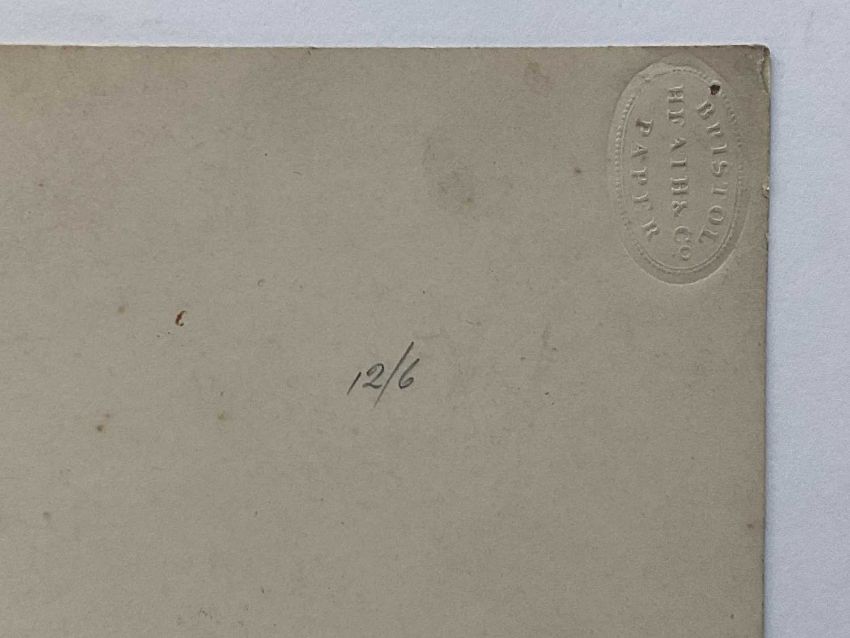 BRISTOL
HEATH & Co
PAPER
12/6